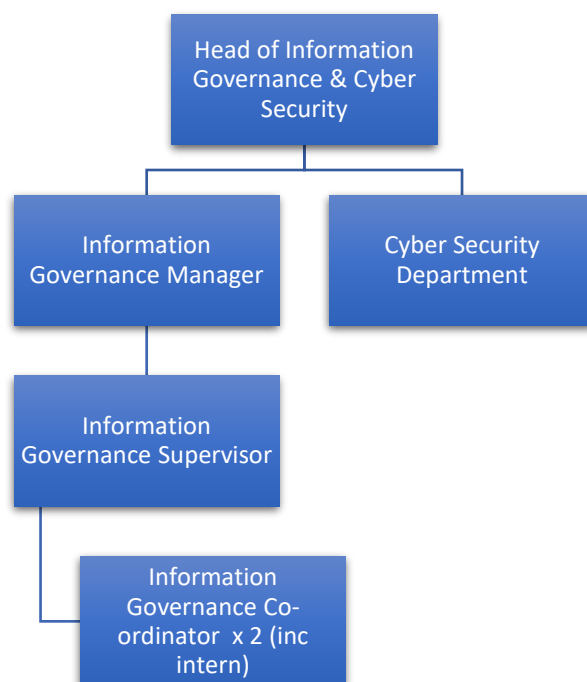 Head of Information
Governance & Cyber
Security
Information
Governance Manager
Cyber Security
Department
Information
Governance Supervisor
Information
Governance Co-
ordinator x 2 (inc
intern)